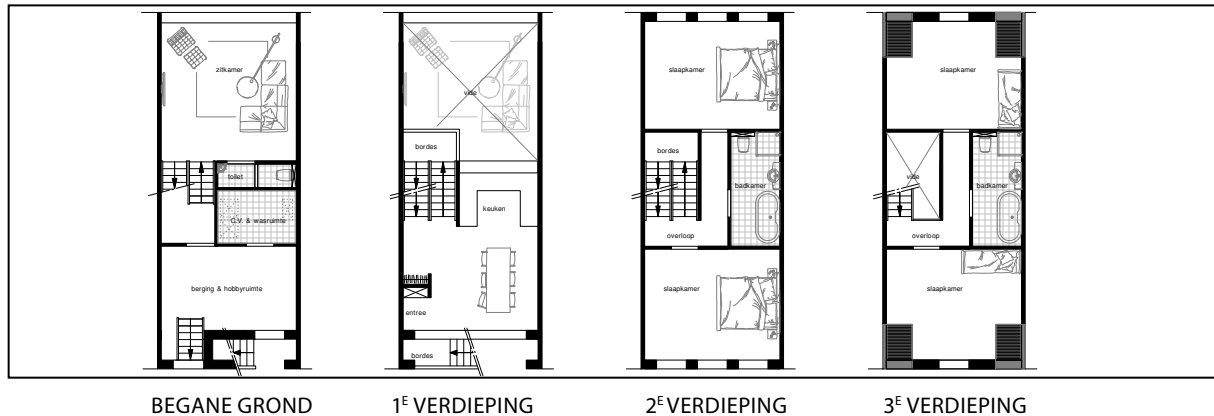 zitkamer
toilet
C.V. & wasruimte
berging & hobbyruimte
vide
bordes
keuken
entree
bordes
slaapkamer
bordes
badkamer
overloop
slaapkamer
slaapkamer
vide
badkamer
overloop
slaapkamer
BEGANE GROND
1E VERDIEPING
2E VERDIEPING
3E VERDIEPING